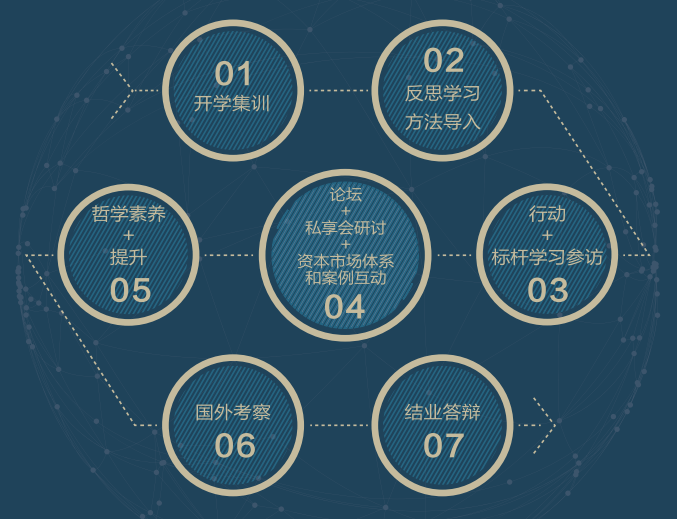 01
开学集训
02
反思学习
方法导入
行动
+
标杆学习参访
03
论坛
+
私享会研讨
+
资本市场体系
和案例互动
04
哲学素养
+
提升
05
国外考察
06
结业答辩
07